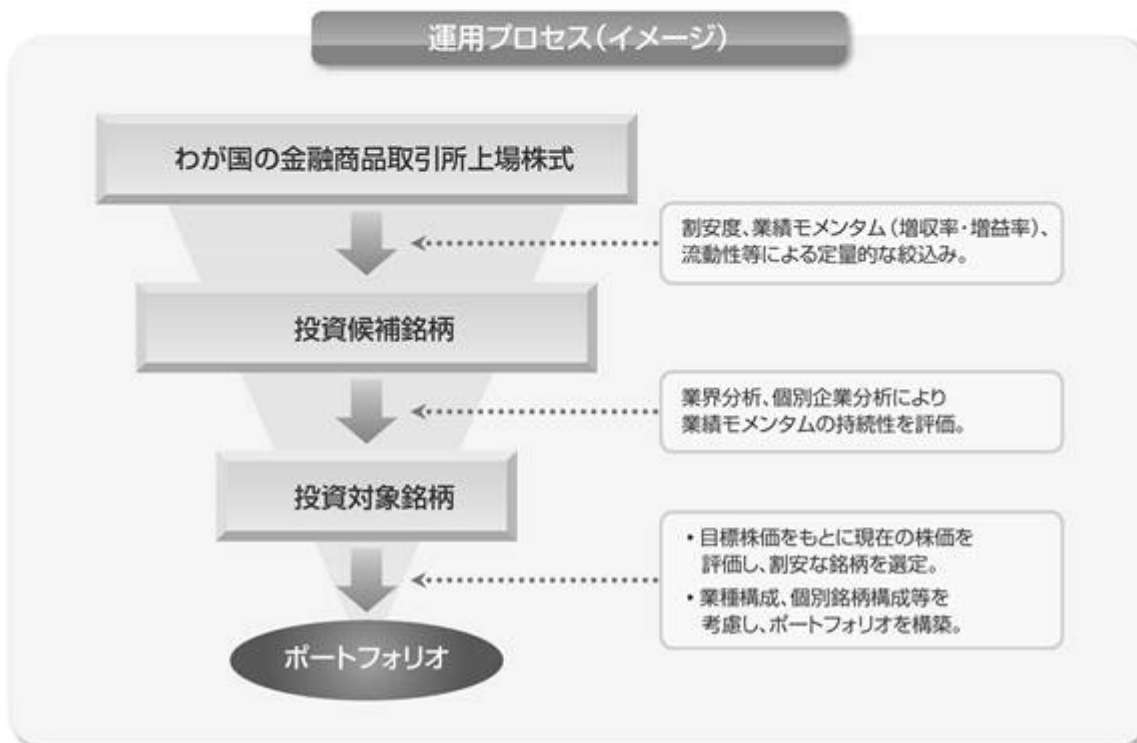 運用プロセス(イメージ)
わが国の金融商品取引所上場株式
割安度、業績モメンタム(増収率・増益率)、
流動性等による定量的な絞込み。
投資候補銘柄
業界分析、個別企業分析により
業績モメンタムの持続性を評価。
投資対象銘柄
・目標株価をもとに現在の株価を
評価し、割安な銘柄を選定。
・業種構成、個別銘柄構成等を
考慮し、ポートフォリオを構築。
ポートフォリオ